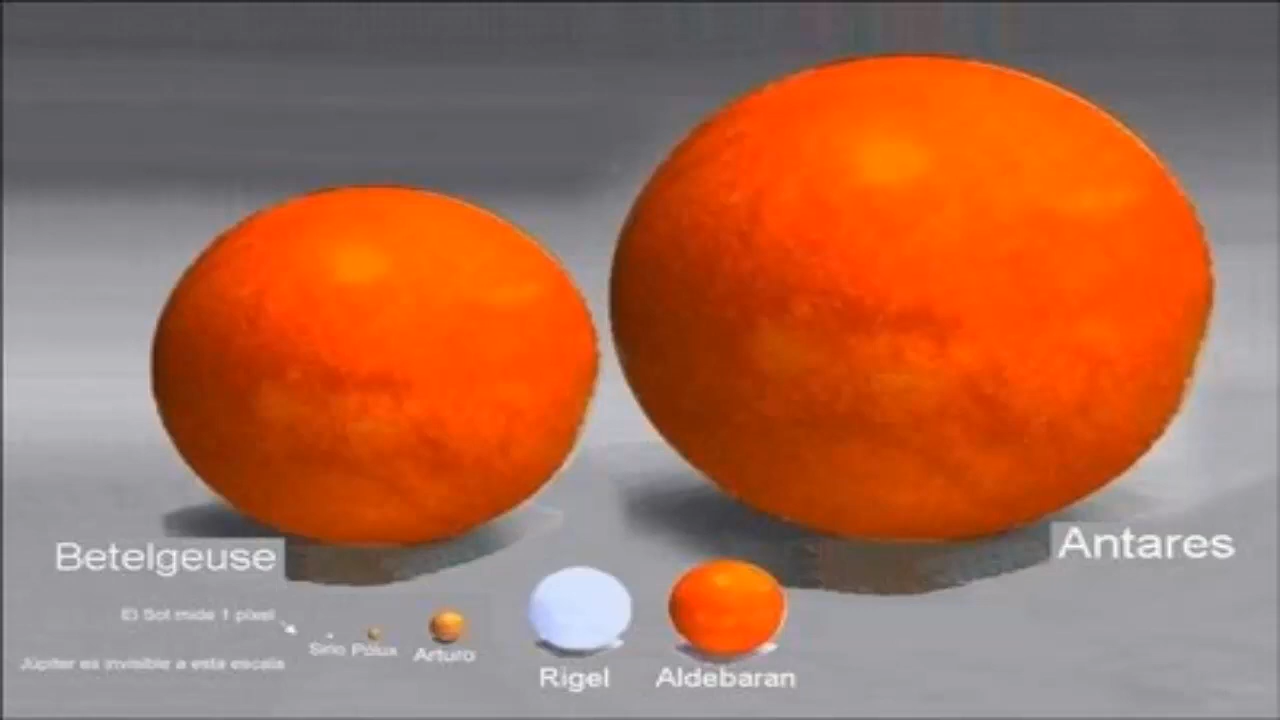 Betelgeuse
Antares
El Sol mide 1 pixel
Sirio
Pólux
Arturo
Júpiter es invisible a esta escala
Rigel
Aldebaran